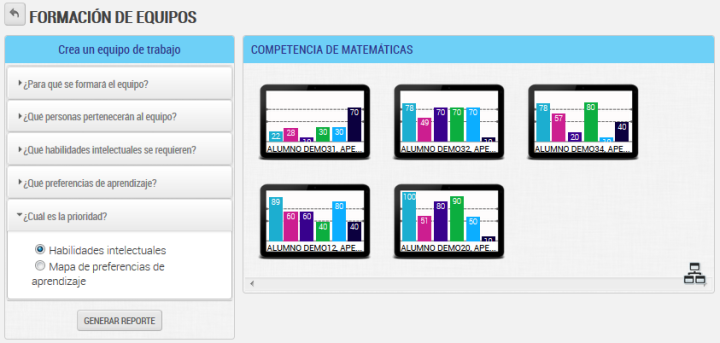 FORMACIÓN DE EQUIPOS
Crea un equipo de trabajo
¿Para qué se formará el equipo?
¿Qué personas pertenecerán al equipo?
¿Qué habilidades intelectuales se requieren?
¿Qué preferencias de aprendizaje?
¿Cuál es la prioridad?
Habilidades intelectuales
Mapa de preferencias de
aprendizaje
GENERAR REPORTE
COMPETENCIA DE MATEMÁTICAS
22 28 30 30 70
ALUMNO DEMO31, APE...
78 49 70 70 70
ALUMNO DEMO32, APE...
78 57 20 80 40
ALUMNO DEMO34, APE...
89 60 60 40 80 40
ALUMNO DEMO12, APE...
100 51 80 90 50
ALUMNO DEMO20, APE...